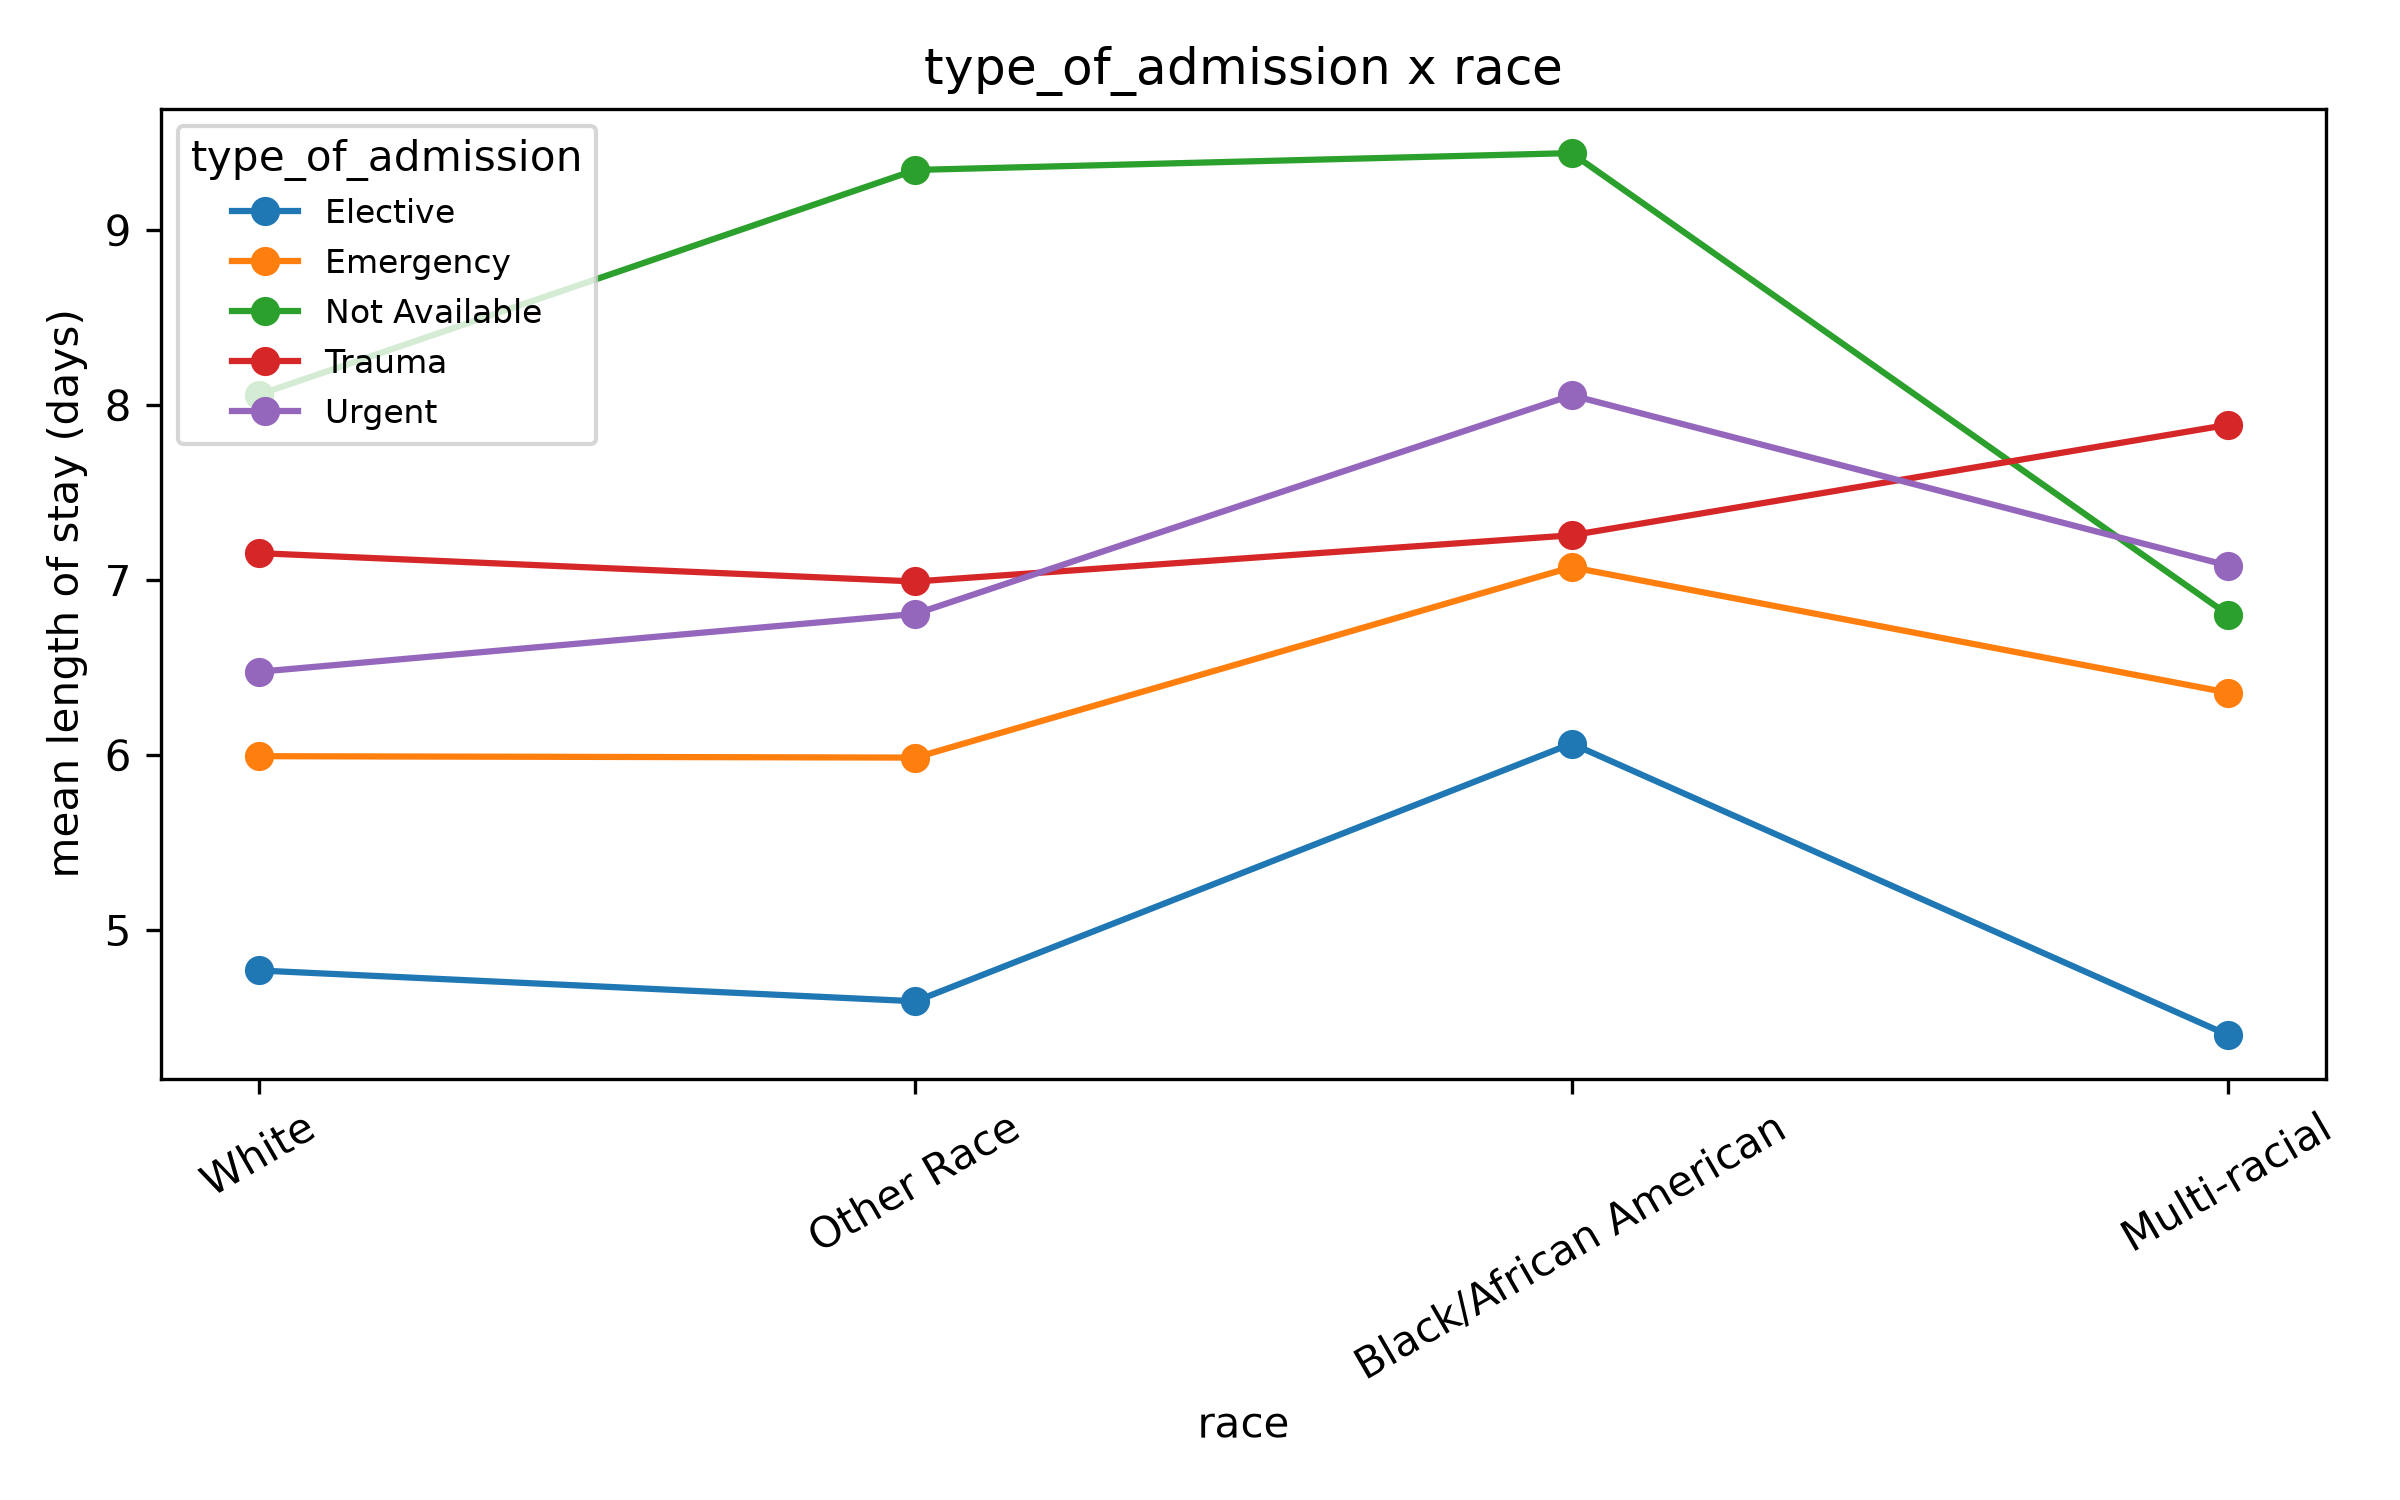 type_of_admission x race
type_of_admission
Elective
Emergency
Not Available
Trauma
Urgent
mean length of stay (days)
9
8
7
6
5
White
Other Race
Black/African American
Multi-racial
race